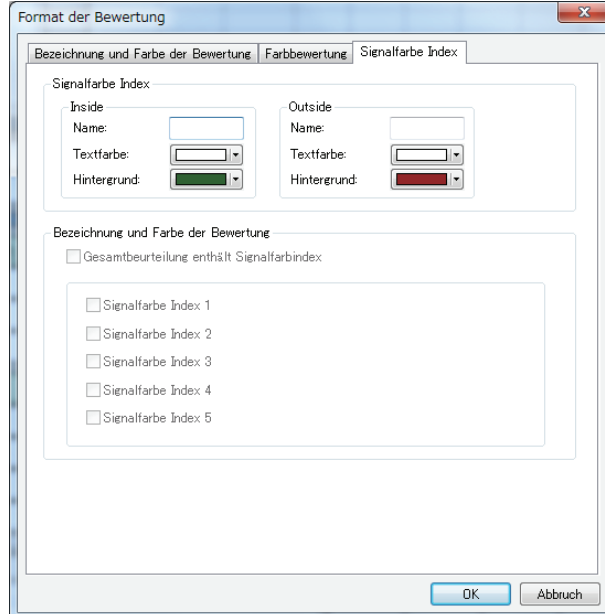 Format der Bewertung
Bezeichnung und Farbe der Bewertung Farbbewertung Signalfarbe Index
Signalfarbe Index
Inside Outside
Name: Name:
Textfarbe: Textfarbe:
Hintergrund: Hintergrund:
Bezeichnung und Farbe der Bewertung
Gesamtbeurteilung enthält Signalfarbindex
Signalfarbe Index 1
Signalfarbe Index 2
Signalfarbe Index 3
Signalfarbe Index 4
Signalfarbe Index 5
OK Abbruch